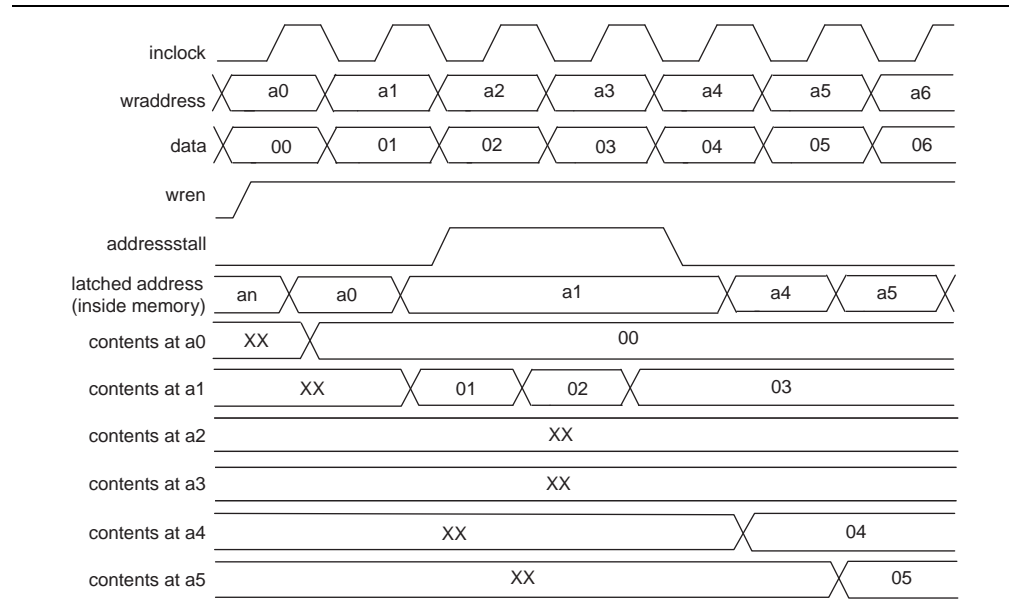 inclock
wraddress a0 a1 a2 a3 a4 a5 a6
data 00 01 02 03 04 05 06
wren
addressstall
latched address
(inside memory) an a0 a1 a4 a5
contents at a0 XX 00
contents at a1 XX 01 02 03
contents at a2 XX
contents at a3 XX
contents at a4 XX 04
contents at a5 XX 05